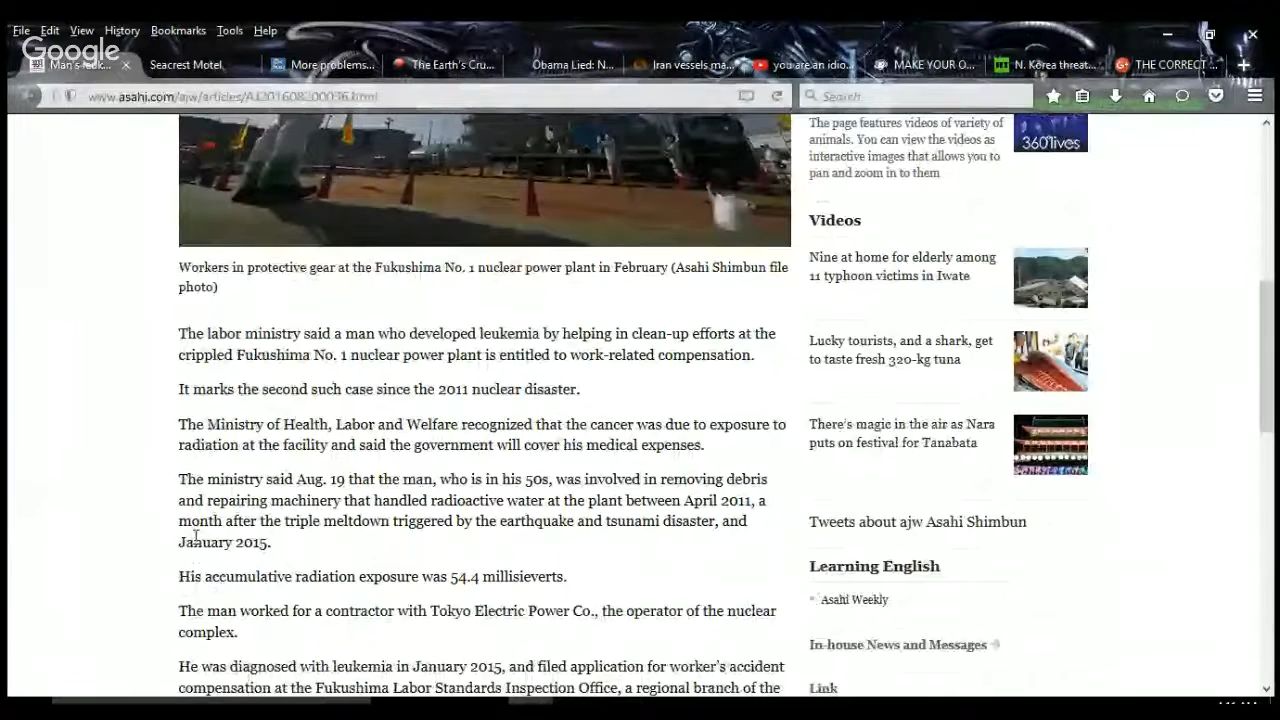 File Edit View History Bookmarks Tools Help
Google
Man's leuk... Seacrest Motel More problems... The Earth's Cru... Obama Lied: N... Iran vessels ma... you are an idio... MAKE YOUR O... N. Korea threat... THE CORRECT ...
www.asahi.com/ajw/articles/AJ201608200036.html Search
The page features videos of variety of
animals. You can view the videos as
interactive images that allows you to
pan and zoom in to them
360°lives
Videos
Nine at home for elderly among
11 typhoon victims in Iwate
Lucky tourists, and a shark, get
to taste fresh 320-kg tuna
There's magic in the air as Nara
puts on festival for Tanabata
Tweets about ajw Asahi Shimbun
Learning English
Asahi Weekly
In-house News and Messages
Link
Workers in protective gear at the Fukushima No. 1 nuclear power plant in February (Asahi Shimbun file
photo)
The labor ministry said a man who developed leukemia by helping in clean-up efforts at the
crippled Fukushima No. 1 nuclear power plant is entitled to work-related compensation.
It marks the second such case since the 2011 nuclear disaster.
The Ministry of Health, Labor and Welfare recognized that the cancer was due to exposure to
radiation at the facility and said the government will cover his medical expenses.
The ministry said Aug. 19 that the man, who is in his 50s, was involved in removing debris
and repairing machinery that handled radioactive water at the plant between April 2011, a
month after the triple meltdown triggered by the earthquake and tsunami disaster, and
January 2015.
His accumulative radiation exposure was 54.4 millisieverts.
The man worked for a contractor with Tokyo Electric Power Co., the operator of the nuclear
complex.
He was diagnosed with leukemia in January 2015, and filed application for worker's accident
compensation at the Fukushima Labor Standards Inspection Office, a regional branch of the